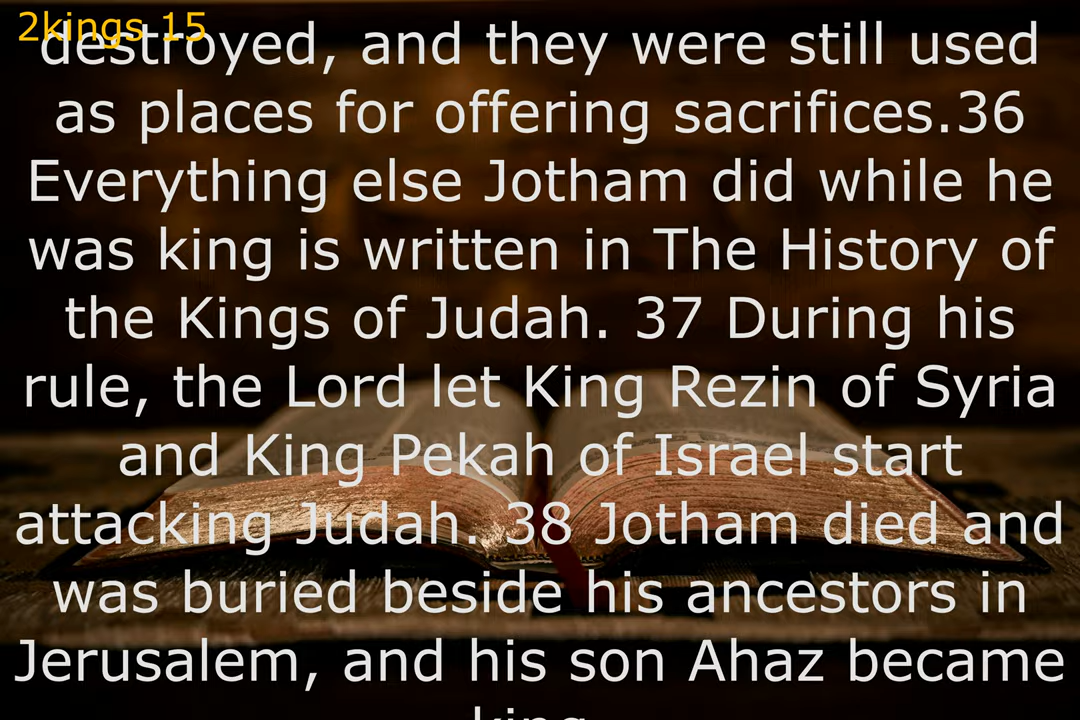 2kings 15
destroyed, and they were still used
as places for offering sacrifices.36
Everything else Jotham did while he
was king is written in The History of
the Kings of Judah. 37 During his
rule, the Lord let King Rezin of Syria
and King Pekah of Israel start
attacking Judah. 38 Jotham died and
was buried beside his ancestors in
Jerusalem, and his son Ahaz became
king.